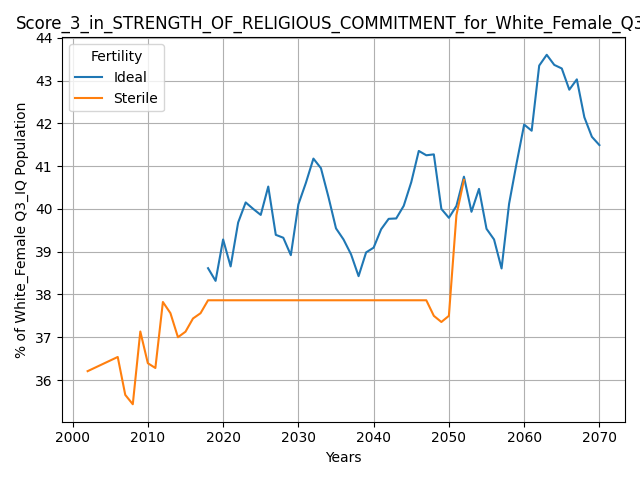 Score_3_in_STRENGTH_OF_RELIGIOUS_COMMITMENT_for_White_Female_Q3
Fertility
Ideal
Sterile
% of White_Female Q3_IQ Population
44
43
42
41
40
39
38
37
36
2000 2010 2020 2030 2040 2050 2060 2070
Years